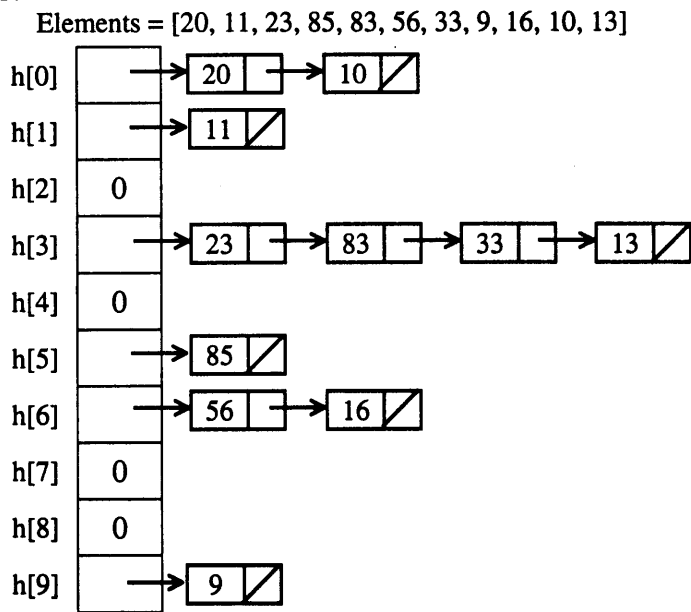 Elements = [20, 11, 23, 85, 83, 56, 33, 9, 16, 10, 13]
h[0] 20 10
h[1] 11
h[2] 0
h[3] 23 83 33 13
h[4] 0
h[5] 85
h[6] 56 16
h[7] 0
h[8] 0
h[9] 9